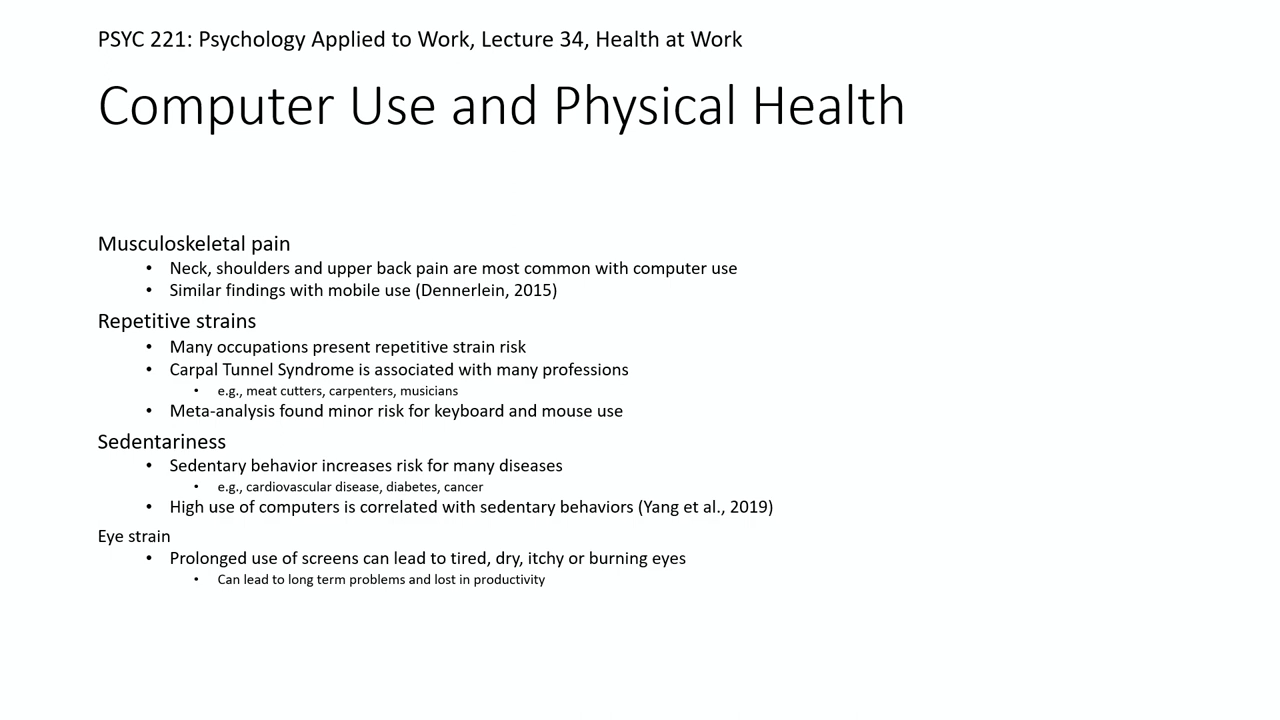 PSYC 221: Psychology Applied to Work, Lecture 34, Health at Work
Computer Use and Physical Health
Musculoskeletal pain
• Neck, shoulders and upper back pain are most common with computer use
• Similar findings with mobile use (Dennerlein, 2015)
Repetitive strains
• Many occupations present repetitive strain risk
• Carpal Tunnel Syndrome is associated with many professions
• e.g., meat cutters, carpenters, musicians
• Meta-analysis found minor risk for keyboard and mouse use
Sedentariness
• Sedentary behavior increases risk for many diseases
• e.g., cardiovascular disease, diabetes, cancer
• High use of computers is correlated with sedentary behaviors (Yang et al., 2019)
Eye strain
• Prolonged use of screens can lead to tired, dry, itchy or burning eyes
• Can lead to long term problems and lost in productivity